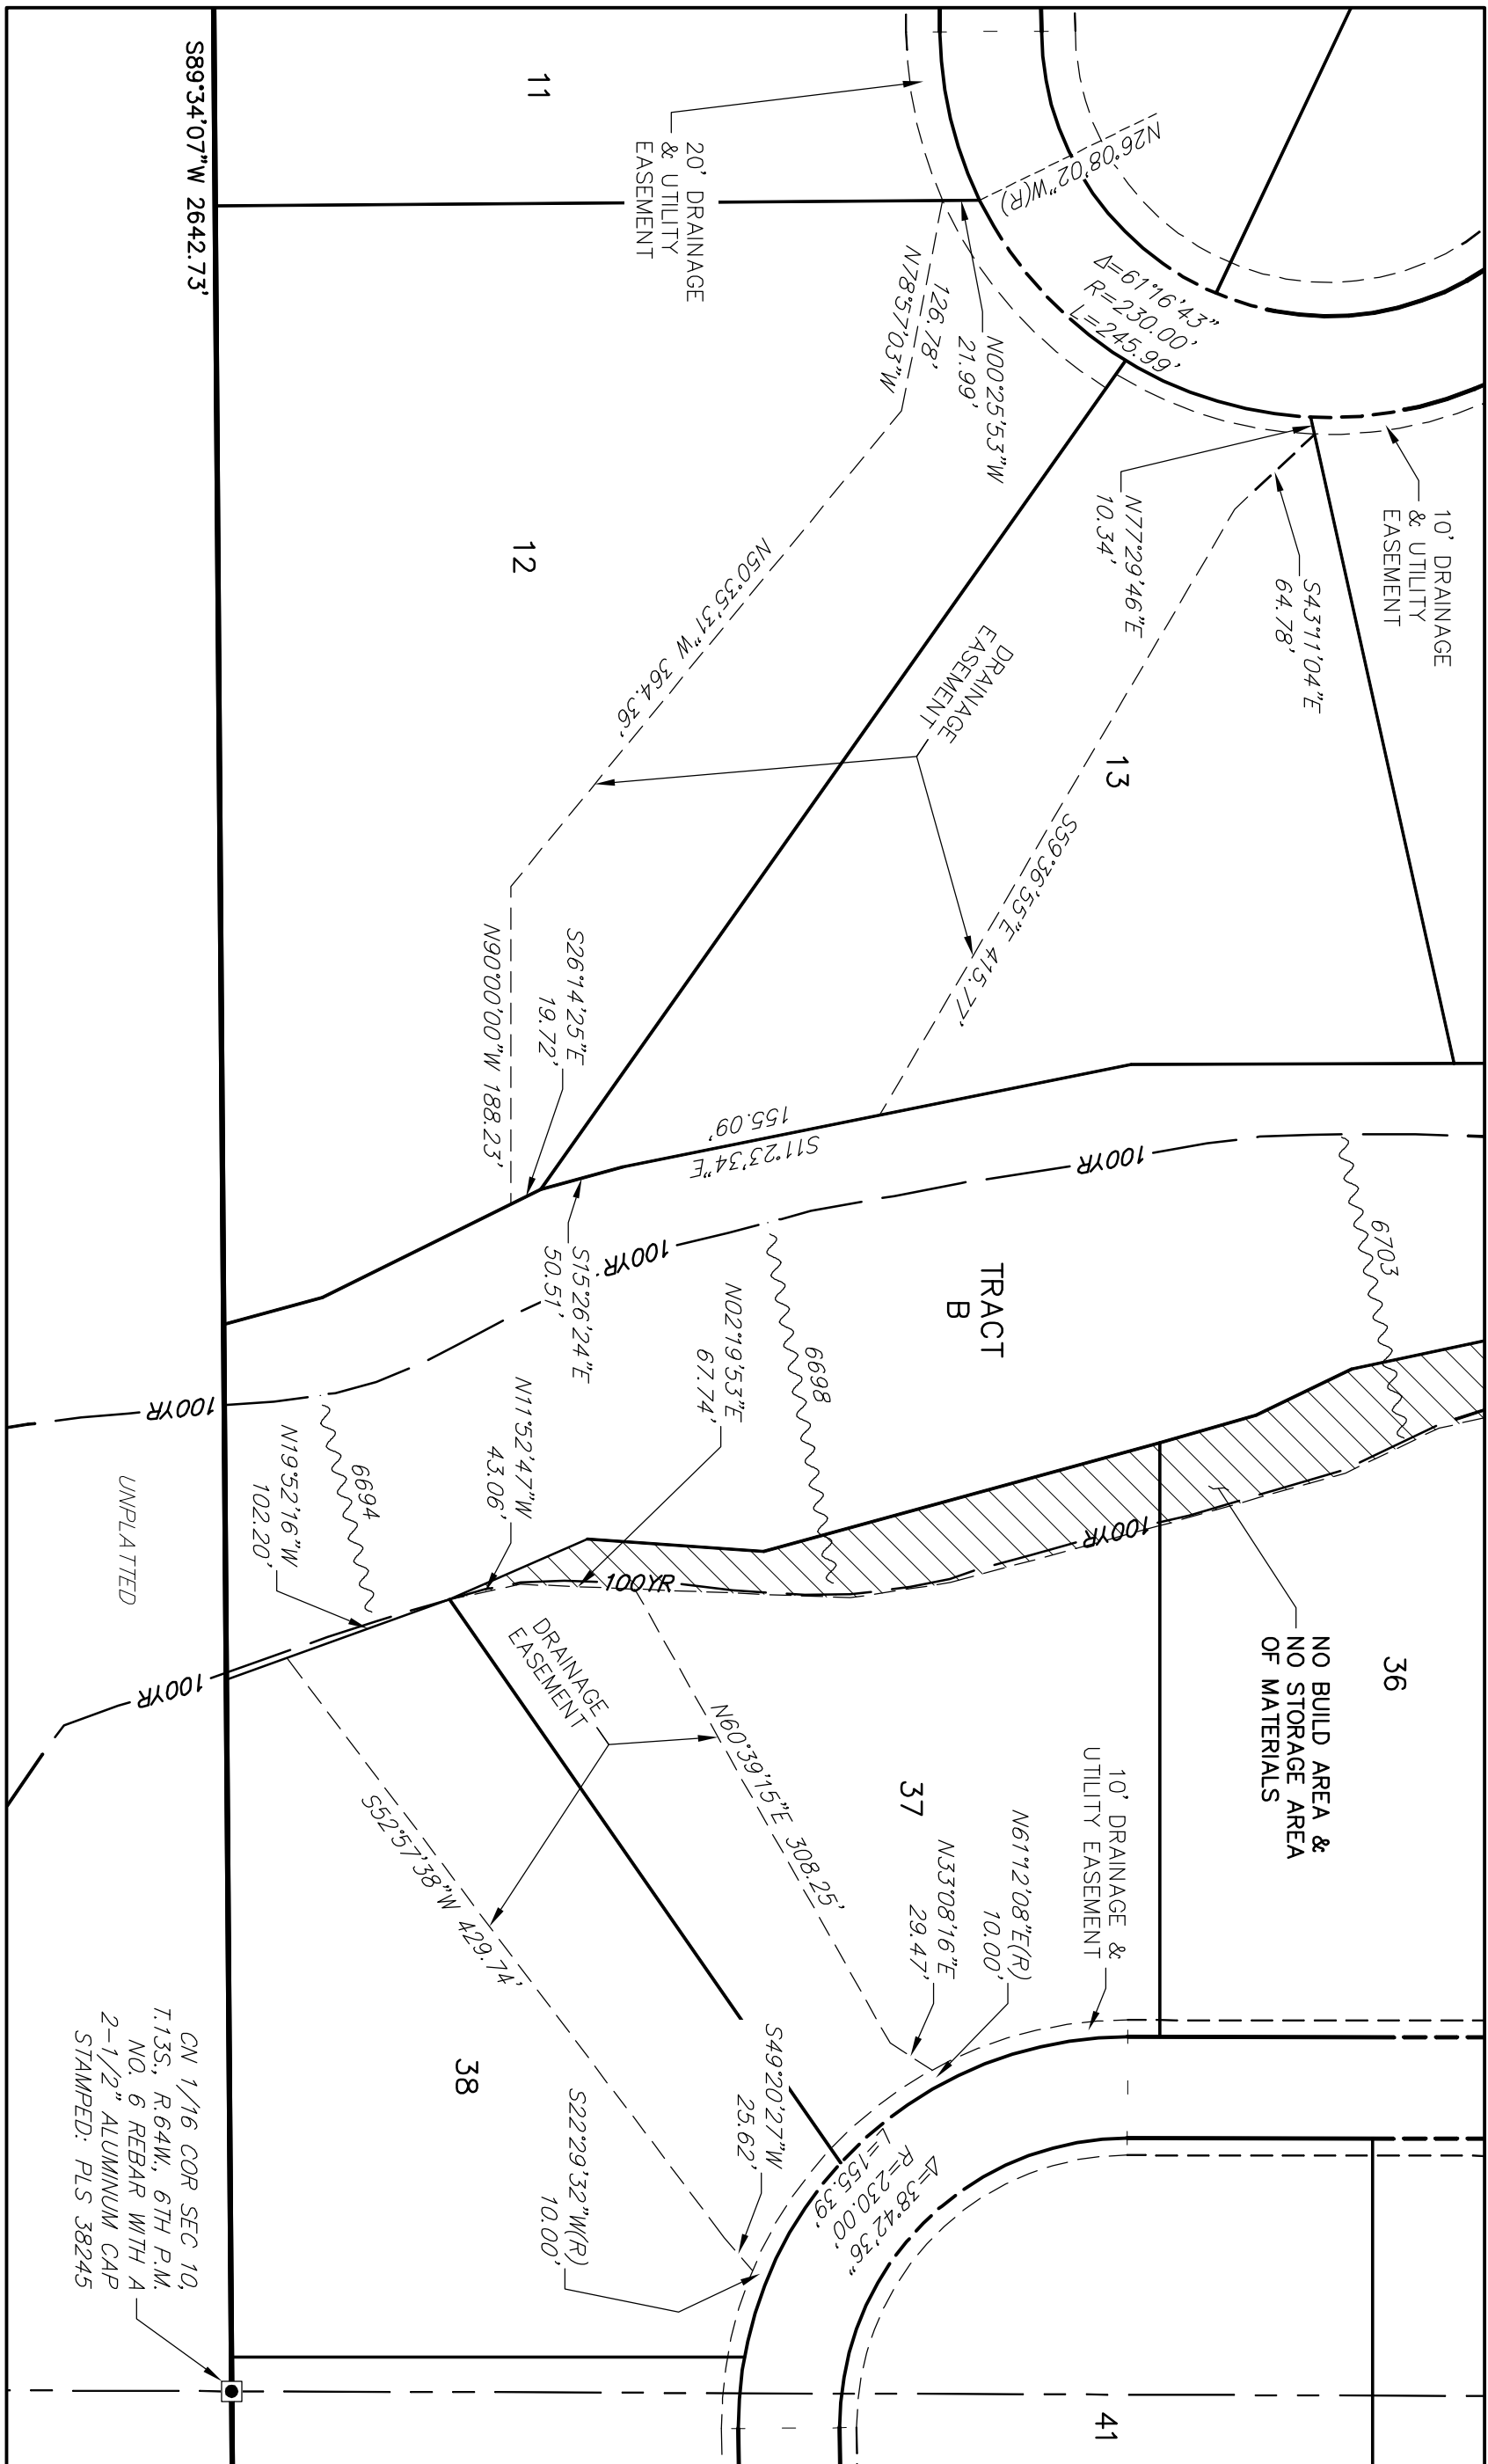 10' DRAINAGE
& UTILITY
EASEMENT
S43°11'04"E
64.78'
N77°29'46"E
10.34'
6703
NO BUILD AREA &
NO STORAGE AREA
OF MATERIALS
36
10' DRAINAGE &
UTILITY EASEMENT
41
N26°08'02"W(R)
Δ=61°16'43"
R=230.00'
L=245.99'
13
S59°36'55"E 415.77'
100YR
100YR
TRACT
B
DRAINAGE
EASEMENT
N00°25'53"W
21.99'
126.78'
N78°57'03"W
N61°12'08"E(R)
10.00'
N33°08'16"E
29.47'
37
Δ=38°42'36"
R=230.00'
L=155.39'
6698
S11°23'34"E
155.09'
N50°35'31"W 364.36'
N02°19'53"E
67.74'
N60°39'15"E 308.25'
S49°20'27"W
25.62'
20' DRAINAGE
& UTILITY
EASEMENT
100YR
100YR
S26°14'25"E
19.72'
S15°26'24"E
50.51'
N11°52'47"W
43.06'
DRAINAGE
EASEMENT
S22°29'32"W(R)
10.00'
11
12
N90°00'00"W 188.23'
38
S52°57'38"W 429.74'
6694
N19°52'16"W
102.20'
S89°34'07"W 2642.73'
100YR
100YR
UNPLATTED
CN 1/16 COR SEC 10,
T.13S., R.64W., 6TH P.M.
NO. 6 REBAR WITH A
2-1/2" ALUMINUM CAP
STAMPED: PLS 38245